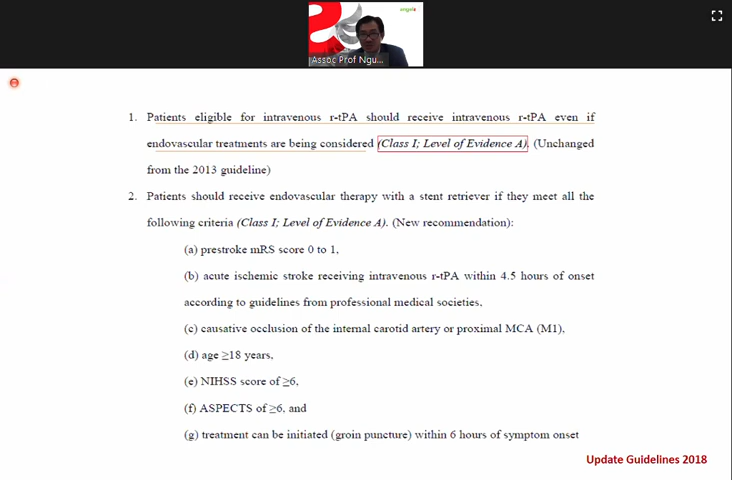 angels
Assoc Prof Ngu...
1. Patients eligible for intravenous r-tPA should receive intravenous r-tPA even if
endovascular treatments are being considered (Class I; Level of Evidence A). (Unchanged
from the 2013 guideline)
2. Patients should receive endovascular therapy with a stent retriever if they meet all the
following criteria (Class I; Level of Evidence A). (New recommendation):
(a) prestroke mRS score 0 to 1,
(b) acute ischemic stroke receiving intravenous r-tPA within 4.5 hours of onset
according to guidelines from professional medical societies,
(c) causative occlusion of the internal carotid artery or proximal MCA (M1),
(d) age ≥18 years,
(e) NIHSS score of ≥6,
(f) ASPECTS of ≥6, and
(g) treatment can be initiated (groin puncture) within 6 hours of symptom onset
Update Guidelines 2018